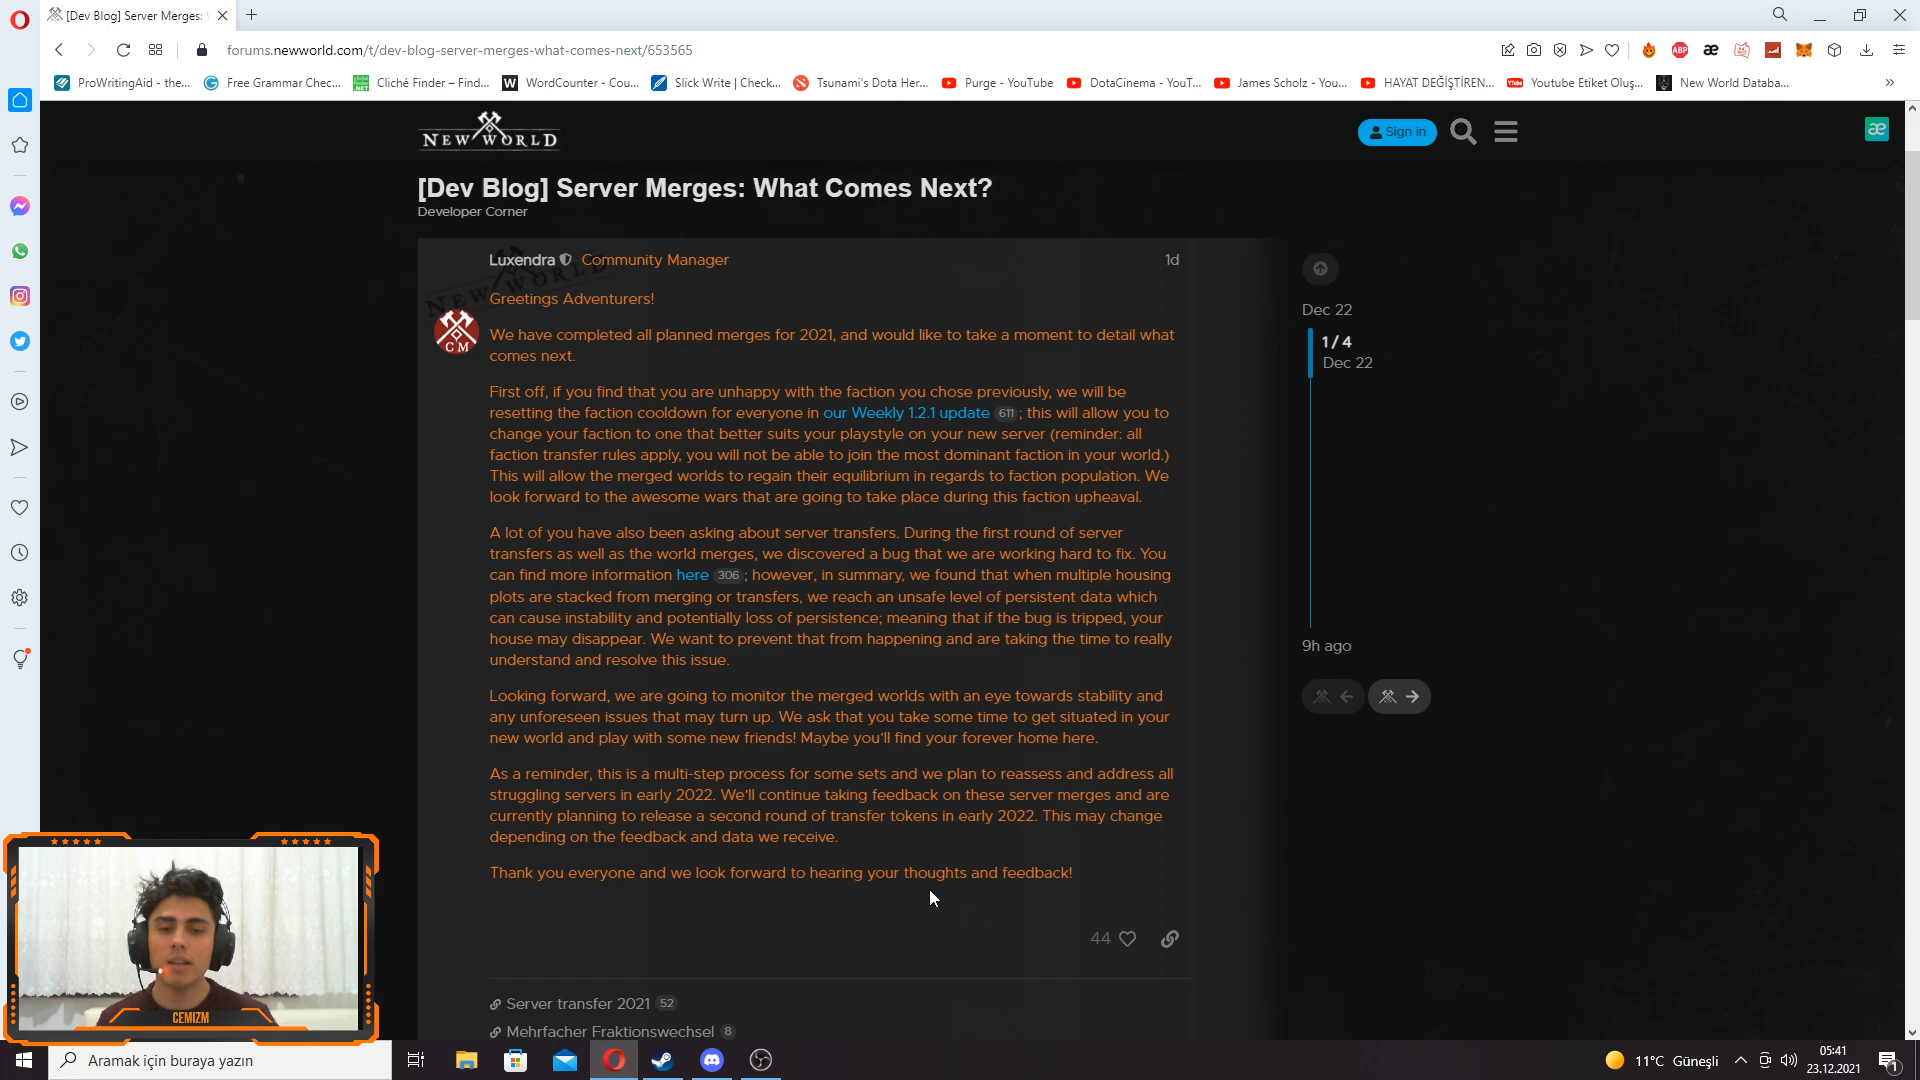 [Dev Blog] Server Merges:
forums.newworld.com/t/dev-blog-server-merges-what-comes-next/653565
ABP
ProWritingAid - the...
Free Grammar Chec...
Cliché Finder – Find...
WordCounter - Cou...
Slick Write | Check...
Tsunami's Dota Her...
Purge - YouTube
DotaCinema - YouT...
James Scholz - You...
HAYAT DEĞİŞTİREN...
Youtube Etiket Oluş...
New World Databa...
NEW WORLD
Sign in
[Dev Blog] Server Merges: What Comes Next?
Developer Corner
Luxendra Community Manager 1d
Greetings Adventurers!
We have completed all planned merges for 2021, and would like to take a moment to detail what
comes next.
First off, if you find that you are unhappy with the faction you chose previously, we will be
resetting the faction cooldown for everyone in our Weekly 1.2.1 update 611 ; this will allow you to
change your faction to one that better suits your playstyle on your new server (reminder: all
faction transfer rules apply, you will not be able to join the most dominant faction in your world.)
This will allow the merged worlds to regain their equilibrium in regards to faction population. We
look forward to the awesome wars that are going to take place during this faction upheaval.
A lot of you have also been asking about server transfers. During the first round of server
transfers as well as the world merges, we discovered a bug that we are working hard to fix. You
can find more information here 306 ; however, in summary, we found that when multiple housing
plots are stacked from merging or transfers, we reach an unsafe level of persistent data which
can cause instability and potentially loss of persistence; meaning that if the bug is tripped, your
house may disappear. We want to prevent that from happening and are taking the time to really
understand and resolve this issue.
Looking forward, we are going to monitor the merged worlds with an eye towards stability and
any unforeseen issues that may turn up. We ask that you take some time to get situated in your
new world and play with some new friends! Maybe you'll find your forever home here.
As a reminder, this is a multi-step process for some sets and we plan to reassess and address all
struggling servers in early 2022. We'll continue taking feedback on these server merges and are
currently planning to release a second round of transfer tokens in early 2022. This may change
depending on the feedback and data we receive.
Thank you everyone and we look forward to hearing your thoughts and feedback!
44
Server transfer 2021 52
Mehrfacher Fraktionswechsel 8
CM
Dec 22
1 / 4
Dec 22
9h ago
CEMIZM
Aramak için buraya yazın
11°C Güneşli
05:41
23.12.2021
1